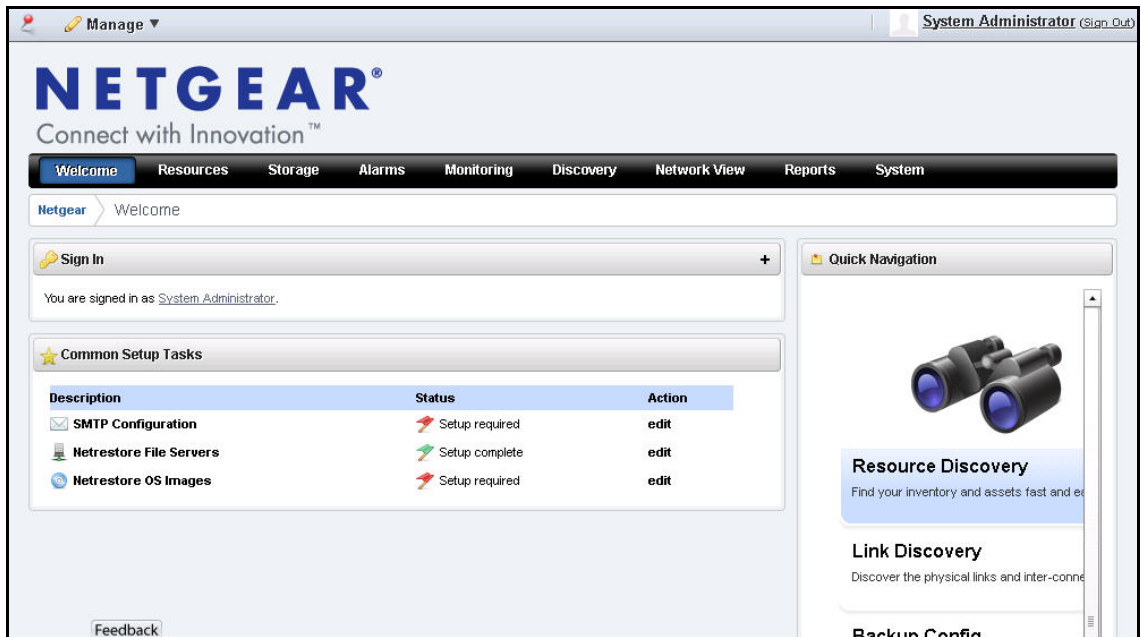 Manage ▼
System Administrator (Sign Out)
NETGEAR®
Connect with Innovation™
Welcome Resources Storage Alarms Monitoring Discovery Network View Reports System
Netgear Welcome
Sign In +
You are signed in as System Administrator.
Common Setup Tasks
Description Status Action
SMTP Configuration Setup required edit
Netrestore File Servers Setup complete edit
Netrestore OS Images Setup required edit
Quick Navigation
Resource Discovery
Find your inventory and assets fast and ea
Link Discovery
Discover the physical links and inter-conne
Backup Config
Feedback